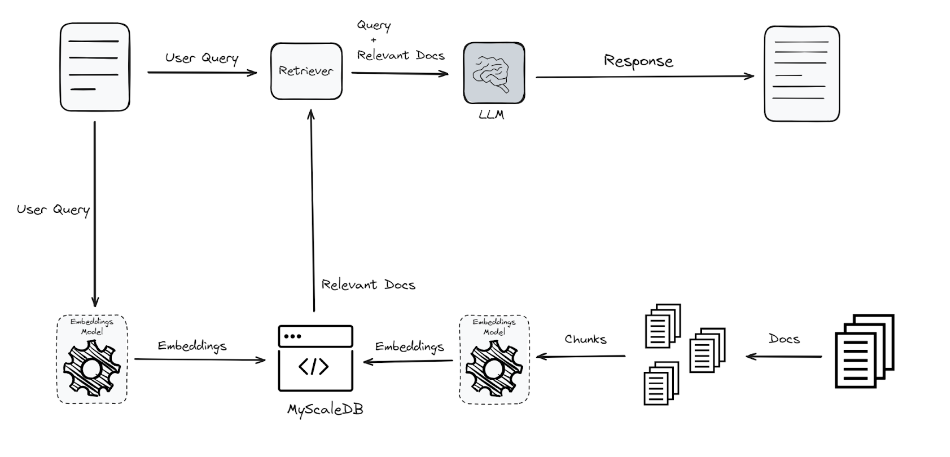 Query
+
User Query
Relevant Docs
Retriever
Response
LLM
User Query
Relevant Docs
Embeddings
Model
Embeddings
</>
MyScaleDB
Embeddings
Embeddings
Model
Chunks
Docs